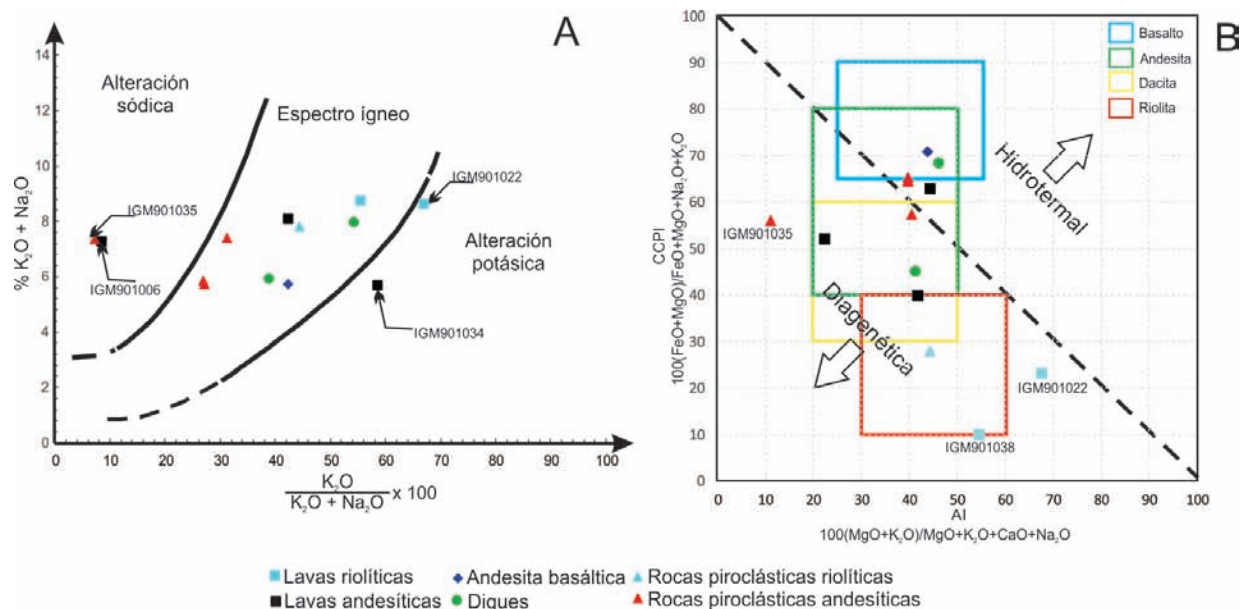 A
Alteración
sódica
Espectro ígneo
IGM901035
IGM901006
IGM901022
Alteración
potásica
IGM901034
% K₂O + Na₂O
14
12
10
8
6
4
2
0
0 10 20 30 40 50 60 70 80 90 100
K₂O
K₂O + Na₂O x 100
B
Basalto
Andesita
Dacita
Riolita
Hidrotermal
Diagenética
IGM901035
IGM901022
IGM901038
CCPI
100(FeO+MgO)/FeO+MgO+Na₂O+K₂O
100
90
80
70
60
50
40
30
20
10
0
0 10 20 30 40 50 60 70 80 90 100
AI
100(MgO+K₂O)/MgO+K₂O+CaO+Na₂O
Lavas riolíticas Andesita basáltica Rocas piroclásticas riolíticas
Lavas andesíticas Diques Rocas piroclásticas andesíticas